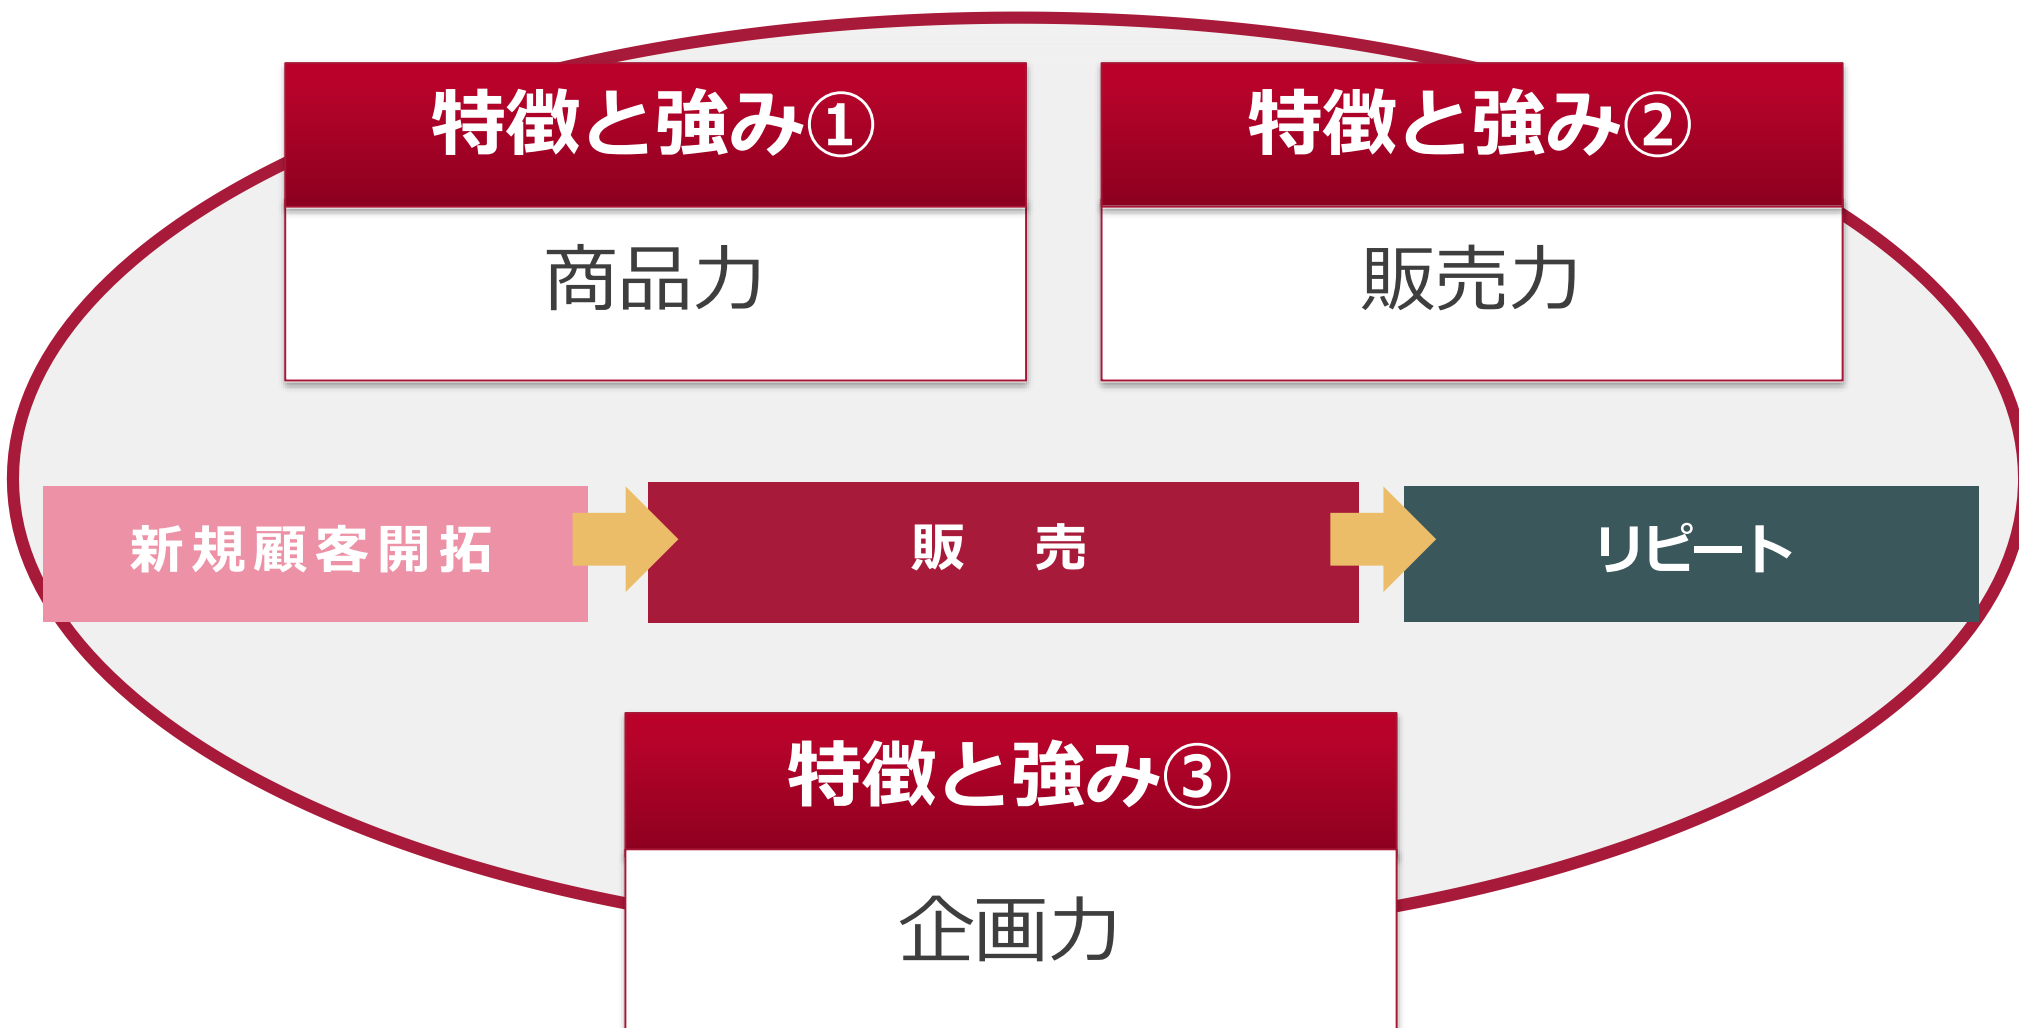 特徴と強み①
商品力
特徴と強み②
販売力
新規顧客開拓
販　売
リピート
特徴と強み③
企画力